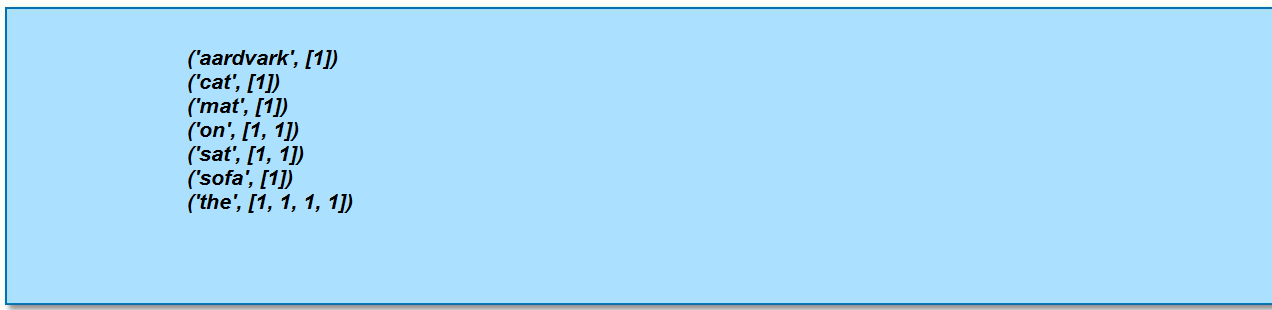 ('aardvark', [1])
('cat', [1])
('mat', [1])
('on', [1, 1])
('sat', [1, 1])
('sofa', [1])
('the', [1, 1, 1, 1])